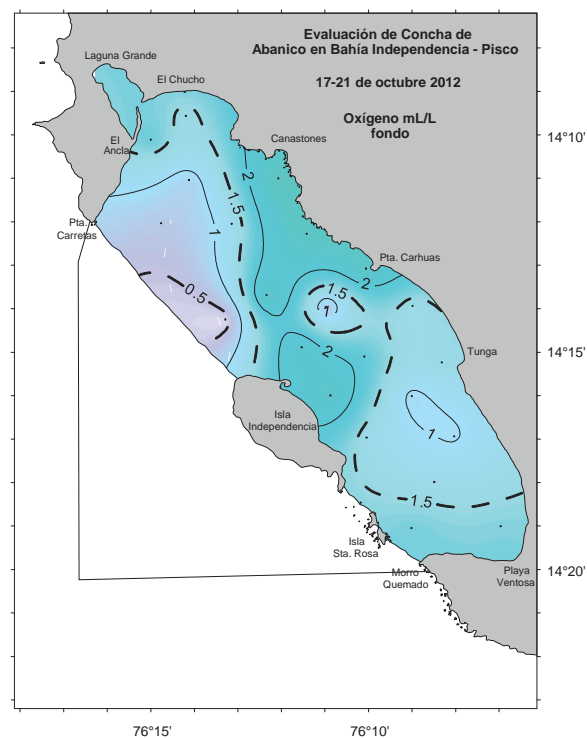 Evaluación de Concha de
Abanico en Bahía Independencia - Pisco
17-21 de octubre 2012
Oxígeno mL/L
fondo
Laguna Grande
El Chucho
El
Ancla
Canastones
14°10'
2
1.5
1
Pta.
Carretas
Pta. Carhuas
0.5
1.5
2
1
2
Tunga
14°15'
Isla
Independencia
1
1.5
Isla
Sta. Rosa
Morro
Quemado
Playa
Ventosa
14°20'
76°15'
76°10'